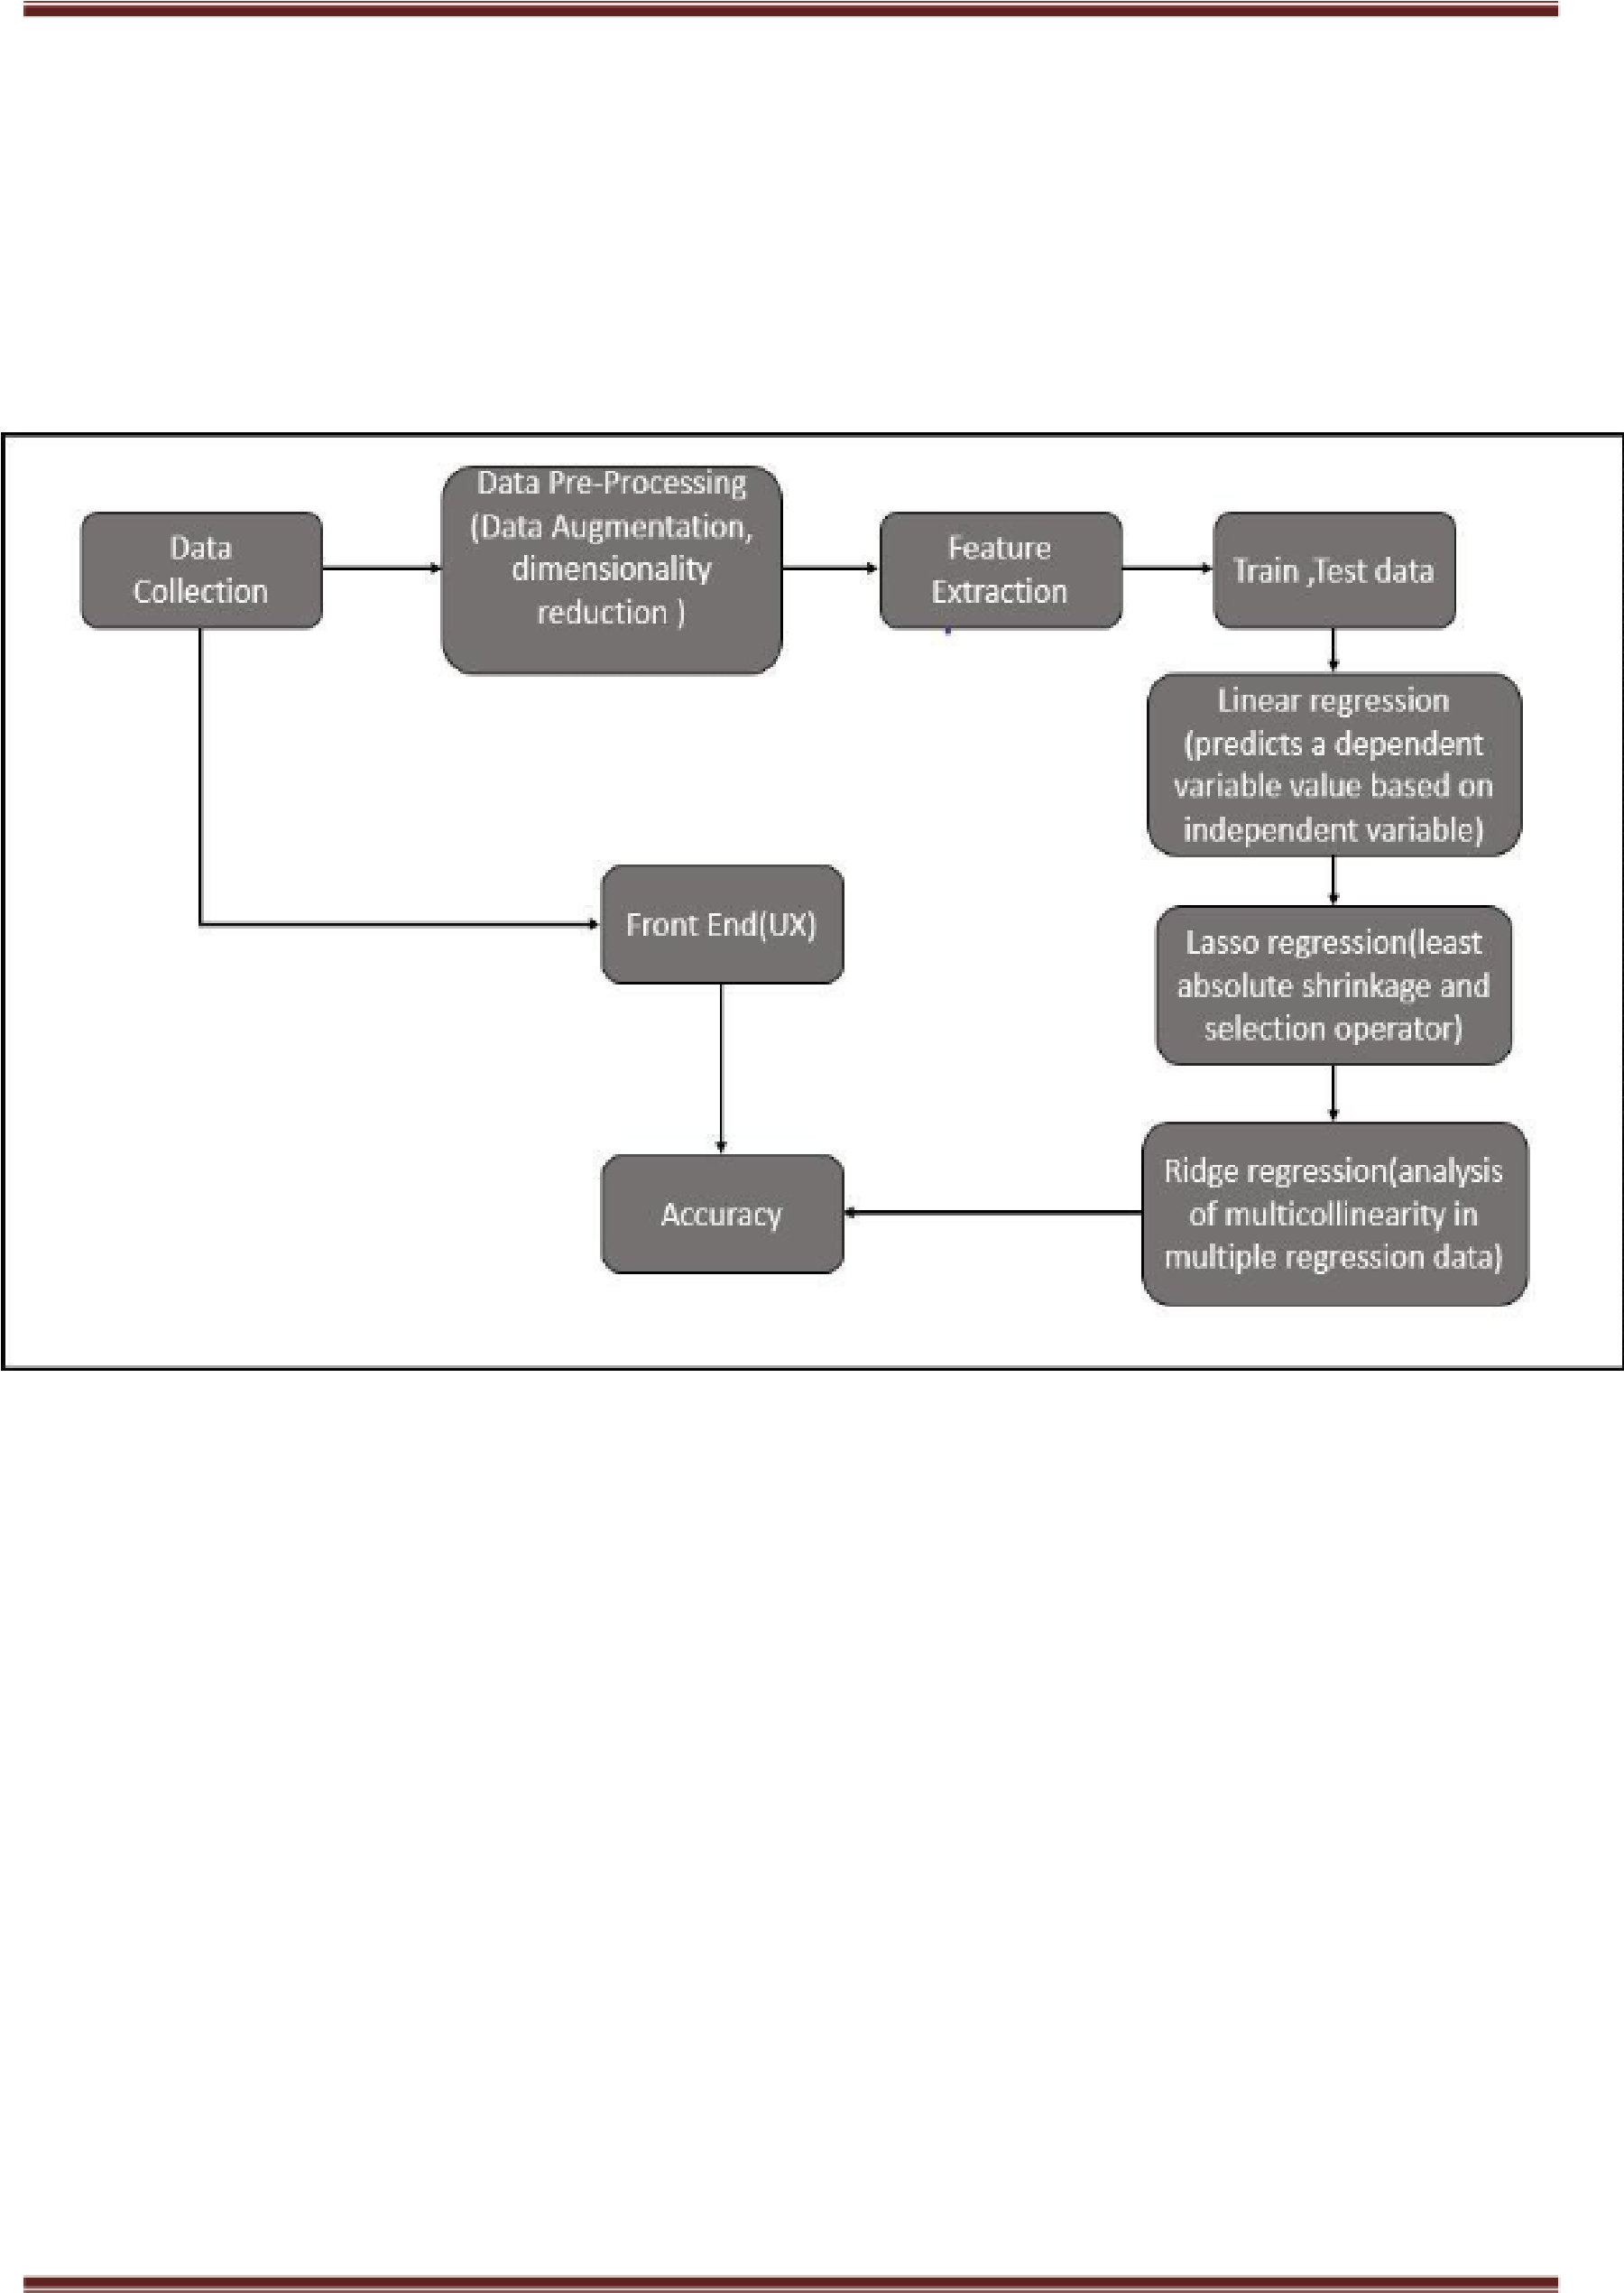 Data
Collection
Data Pre-Processing
(Data Augmentation,
dimensionality
reduction )
Feature
Extraction
Train ,Test data
Linear regression
(predicts a dependent
variable value based on
independent variable)
Lasso regression(least
absolute shrinkage and
selection operator)
Ridge regression(analysis
of multicollinearity in
multiple regression data)
Front End(UX)
Accuracy